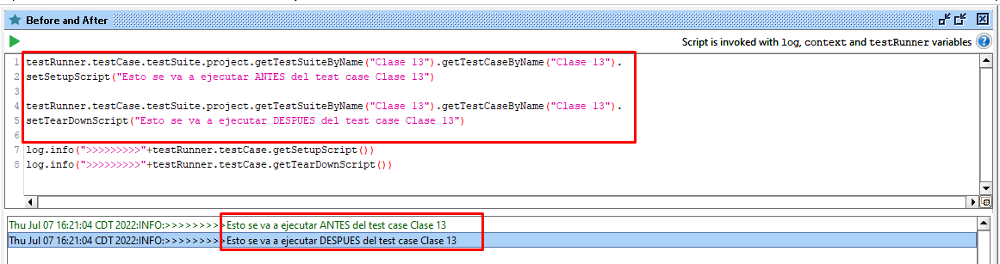 Before and After
Script is invoked with log, context and testRunner variables
1 testRunner.testCase.testSuite.project.getTestSuiteByName("Clase 13").getTestCaseByName("Clase 13").
2 setSetupScript("Esto se va a ejecutar ANTES del test case Clase 13")
3
4 testRunner.testCase.testSuite.project.getTestSuiteByName("Clase 13").getTestCaseByName("Clase 13").
5 setTearDownScript("Esto se va a ejecutar DESPUES del test case Clase 13")
6
7 log.info(">>>>>>>>>"+testRunner.testCase.getSetupScript())
8 log.info(">>>>>>>>>"+testRunner.testCase.getTearDownScript())
Thu Jul 07 16:21:04 CDT 2022:INFO:>>>>>>>>>Esto se va a ejecutar ANTES del test case Clase 13
Thu Jul 07 16:21:04 CDT 2022:INFO:>>>>>>>>>Esto se va a ejecutar DESPUES del test case Clase 13